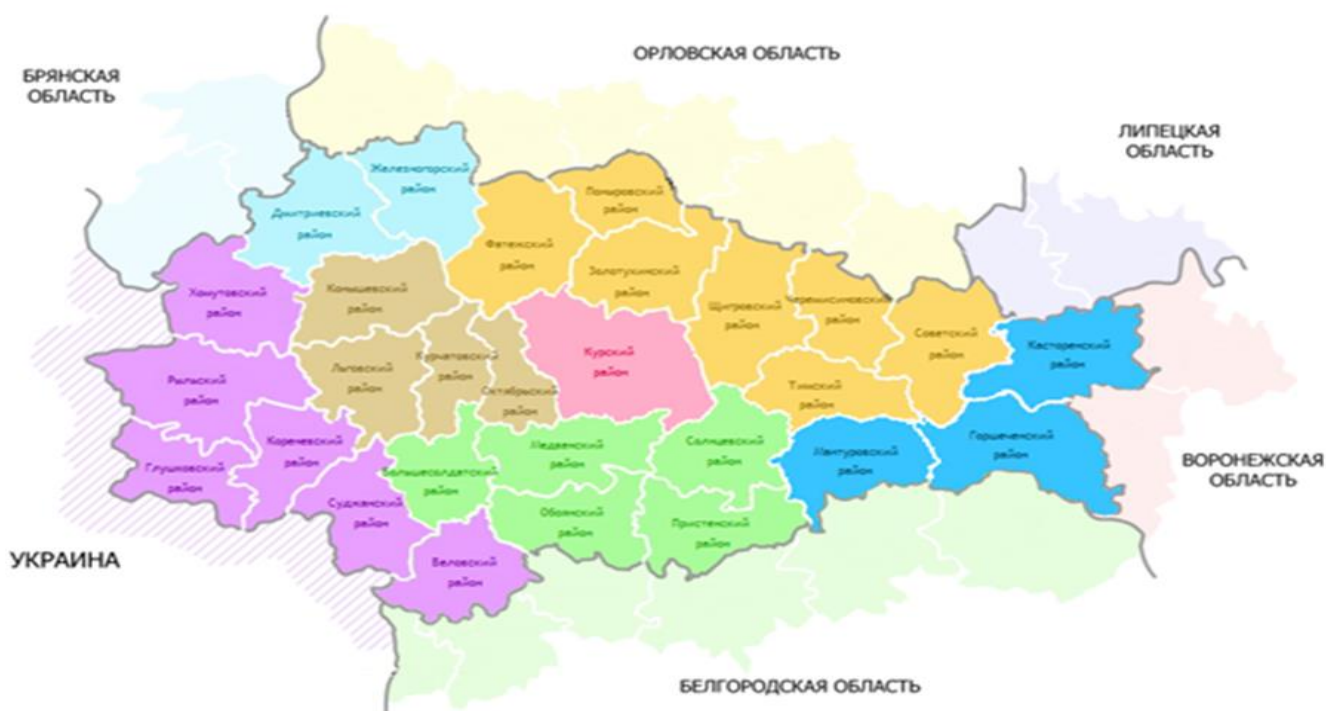 ОРЛОВСКАЯ ОБЛАСТЬ
БРЯНСКАЯ
ОБЛАСТЬ
ЛИПЕЦКАЯ
ОБЛАСТЬ
Железногорский
район
Дмитриевский
район
Поныровский
район
Фатежский
район
Золотухинский
район
Хомутовский
район
Конышевский
район
Щигровский
район
Черемисиновский
район
Советский
район
Касторенский
район
Курский
район
Курчатовский
район
Льговский
район
Рыльский
район
Октябрьский
район
Тимский
район
Кореневский
район
Медвенский
район
Солнцевский
район
Мантуровский
район
Горшеченский
район
Глушковский
район
Большесолдатский
район
ВОРОНЕЖСКАЯ
ОБЛАСТЬ
Суджанский
район
Обоянский
район
Пристенский
район
УКРАИНА
Беловский
район
БЕЛГОРОДСКАЯ ОБЛАСТЬ